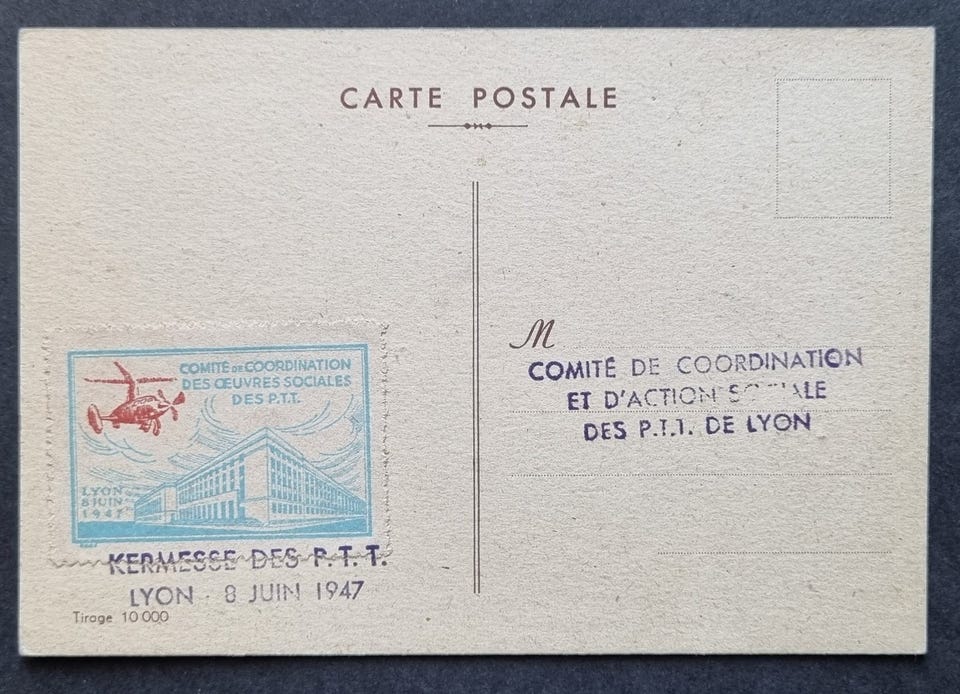 CARTE POSTALE
COMITÉ DE COORDINATION
DES ŒUVRES SOCIALES
DES P.T.T.
LYON
8 JUIN
1947
KERMESSE DES P.T.T.
LYON · 8 JUIN 1947
Tirage 10 000
M
COMITÉ DE COORDINATION
ET D'ACTION SOCIALE
DES P.T.T. DE LYON